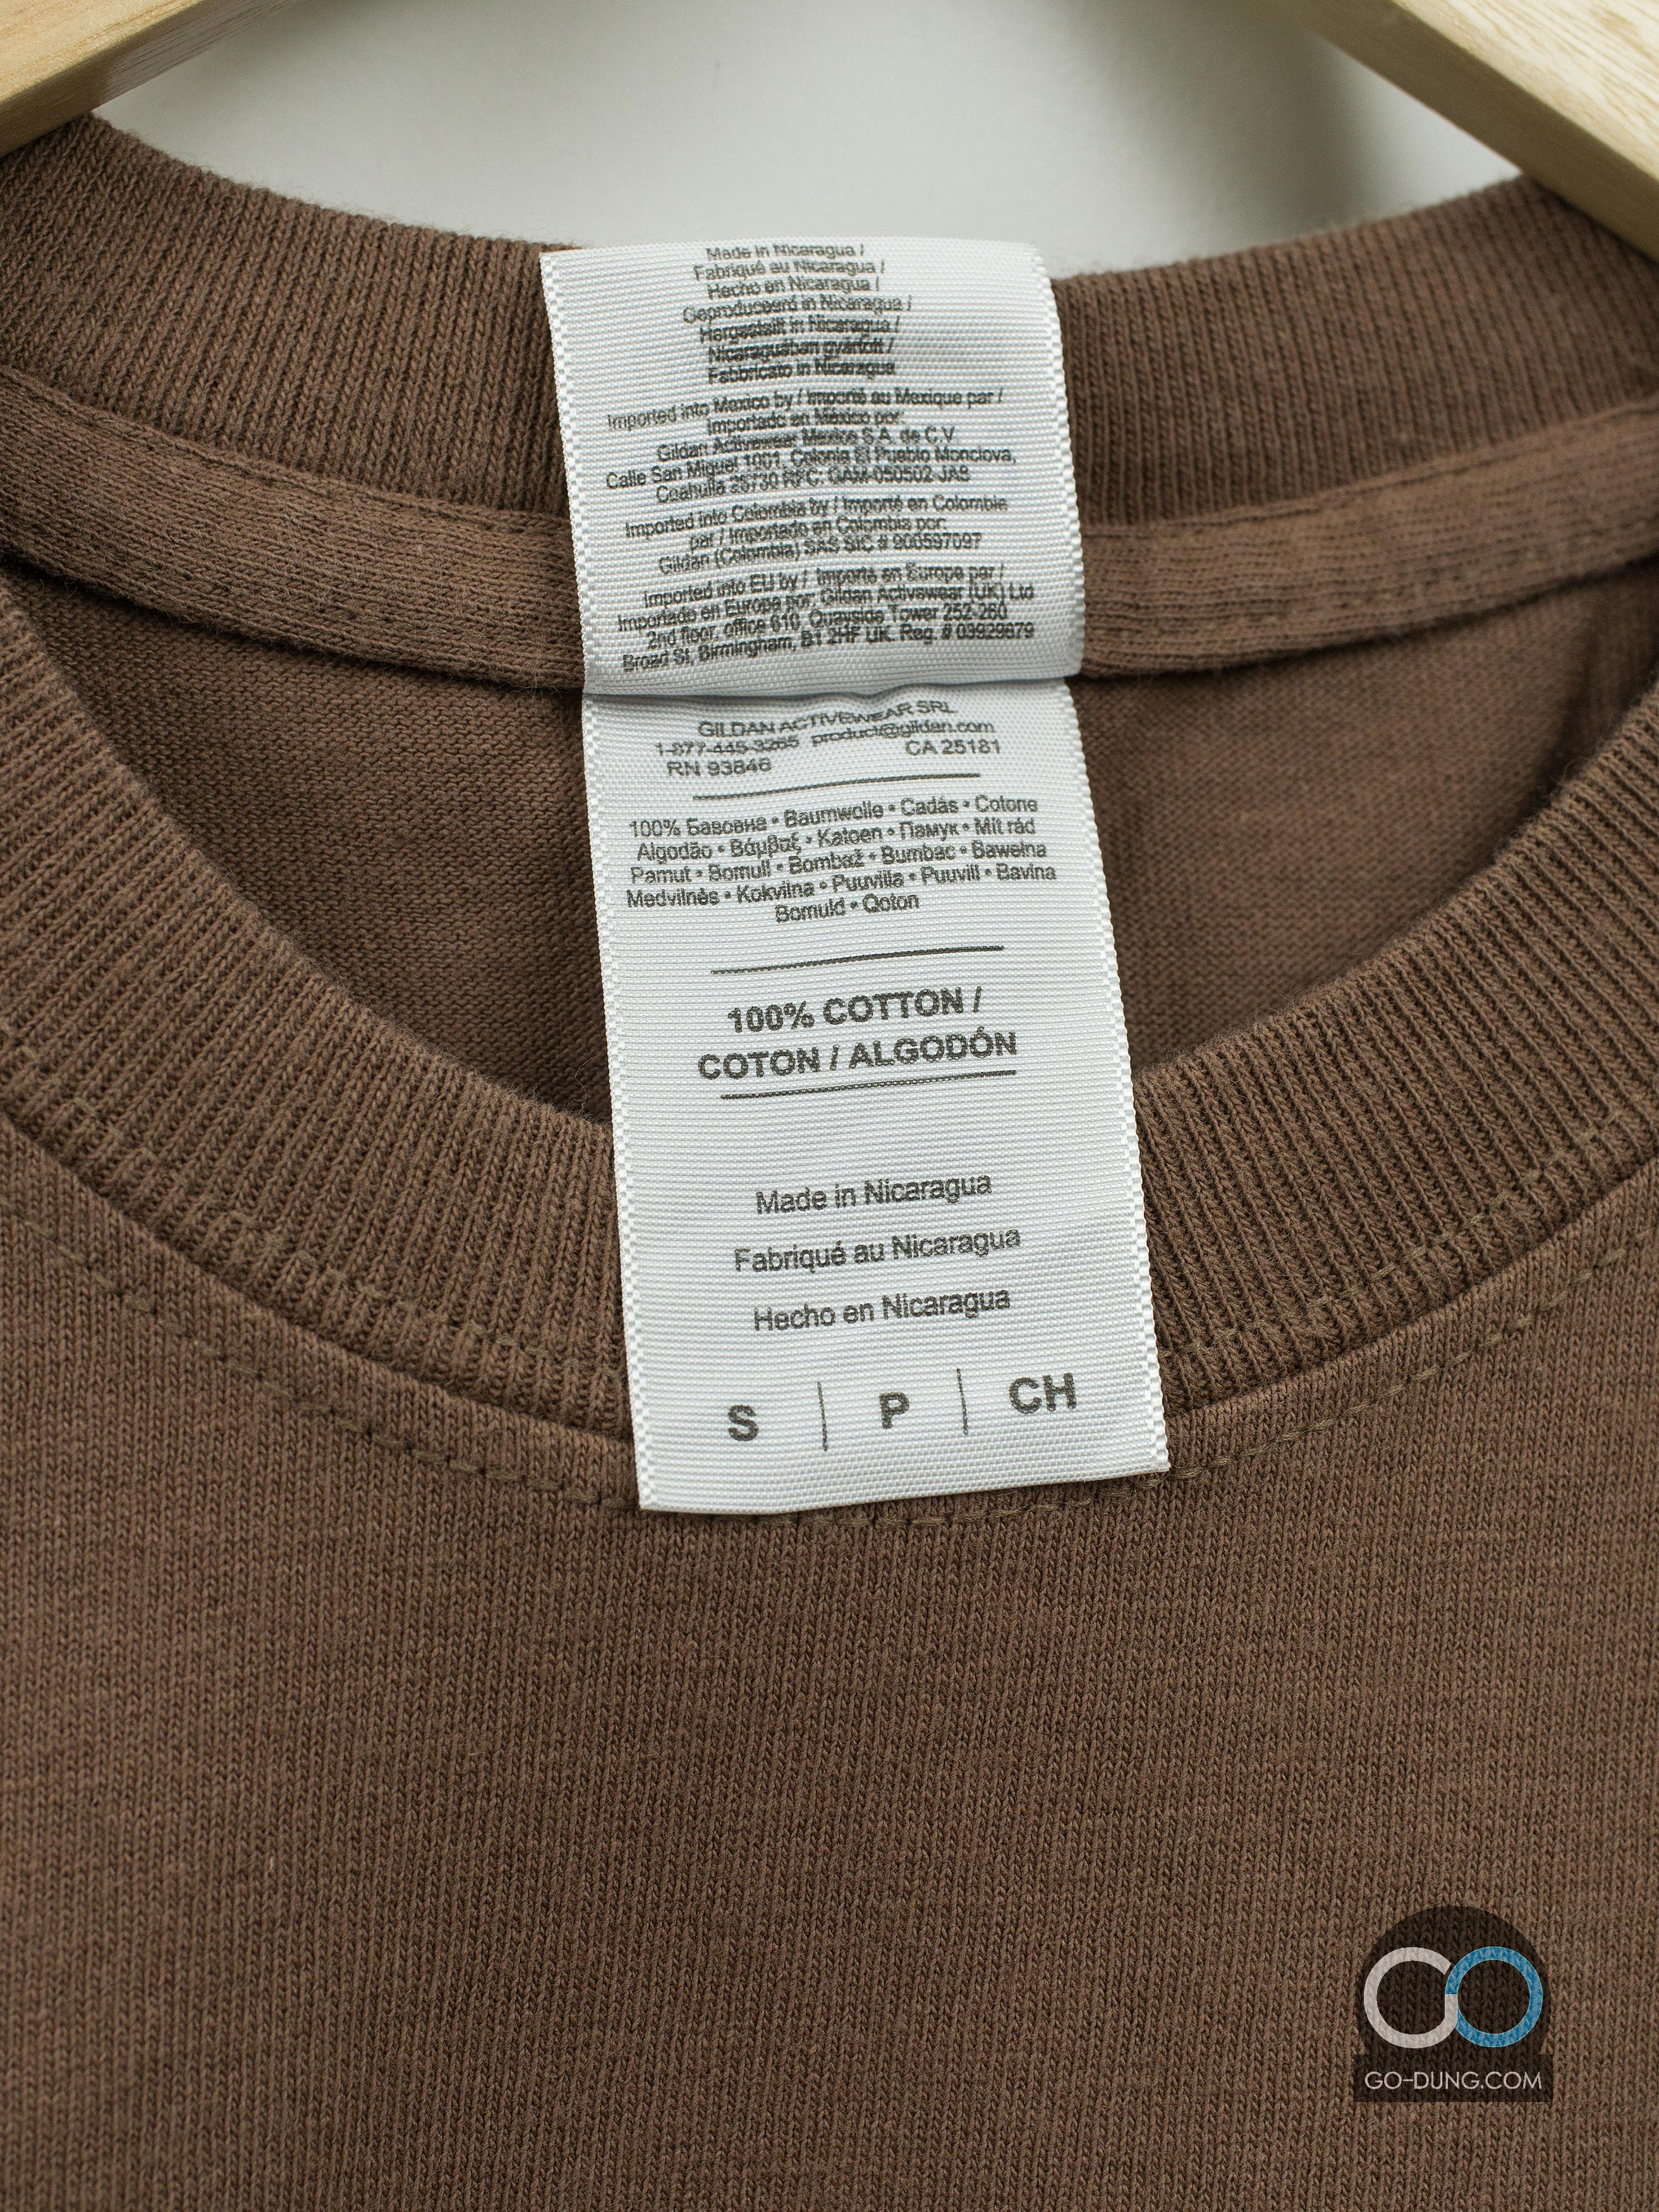 Made in Nicaragua /
Fabriqué au Nicaragua /
Hecho en Nicaragua /
Geproduceerd in Nicaragua /
Hergestellt in Nicaragua /
Nicaraguában gyártott /
Fabbricato in Nicaragua
Imported into Mexico by / Importé au Mexique par /
Importado en México por:
Gildan Activewear Mexico S.A. de C.V.
Calle San Miguel 1001, Colonia El Pueblo Monclova,
Coahuila 25730 RFC: GAM-050502-JA8
Imported into Colombia by / Importé en Colombie
par / Importado en Colombia por:
Gildan (Colombia) SAS SIC # 900597097
Imported into EU by / Importé en Europe par /
Importado en Europa por: Gildan Activewear (UK) Ltd
2nd floor, office 610, Quayside Tower 252-260
Broad St, Birmingham, B1 2HF UK. Reg. # 03929879
GILDAN ACTIVEWEAR SRL
1-877-445-3265 product@gildan.com
RN 93846 CA 25181
100% Бавовна • Baumwolle • Cadás • Cotone
Algodão • Βάμβαξ • Katoen • Памук • Mit rád
Pamut • Bomull • Bombaž • Bumbac • Bawełna
Medvilnės • Kokvilna • Puuvilla • Puuvill • Bavlna
Bomuld • Qoton
100% COTTON /
COTON / ALGODÓN
Made in Nicaragua
Fabriqué au Nicaragua
Hecho en Nicaragua
S | P | CH
GO
GO-DUNG.COM